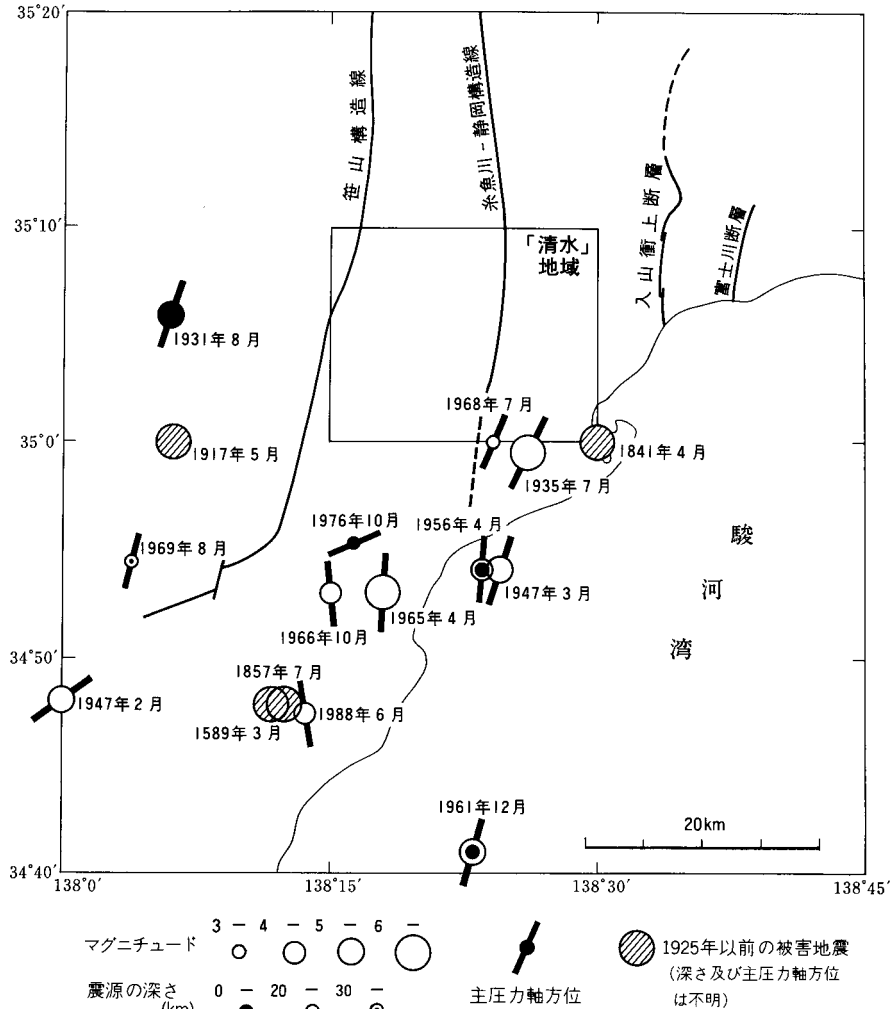 35°20′
笹山構造線
糸魚川-静岡構造線
入山衝上断層
富士川断層
35°10′
「清水」
地域
1931年8月
1917年5月
1968年7月
35°0′
1841年4月
1935年7月
1976年10月
1956年4月
1969年8月
1947年3月
1965年4月
1966年10月
駿河湾
34°50′
1857年7月
1947年2月
1988年6月
1589年3月
1961年12月
20km
34°40′
138°0′
138°15′
138°30′
138°45′
3 – 4 – 5 – 6 –
マグニチュード
震源の深さ
(km)
0 – 20 – 30 –
主圧力軸方位
1925年以前の被害地震
(深さ及び主圧力軸方位
は不明)